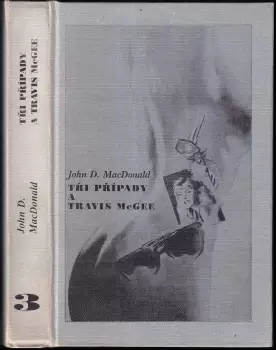 TŘI PŘÍPADY
A TRAVIS McGEE
John D.
MacDonald
3
John D. MacDonald
TŘI PŘÍPADY
A
TRAVIS McGEE